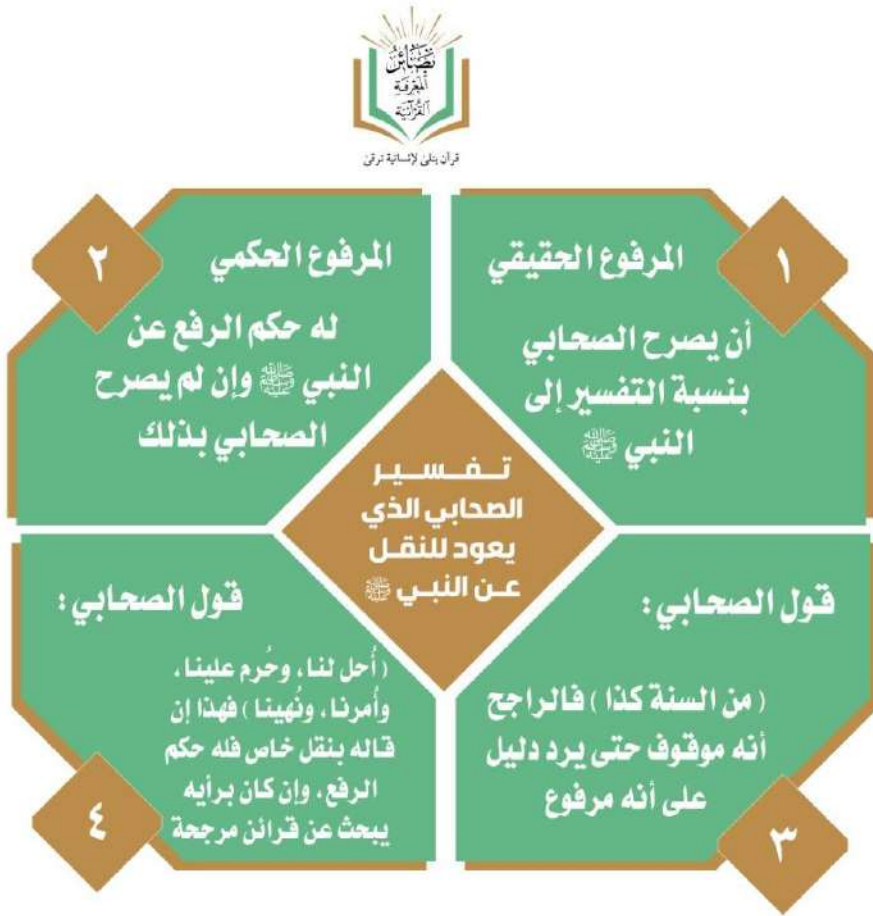 بصائر
المعرفة
القرآنية
قرآن يتلى لإنسانية ترقى
١
المرفوع الحقيقي
أن يصرح الصحابي
بنسبة التفسير إلى
النبي ﷺ
٢
المرفوع الحكمي
له حكم الرفع عن
النبي ﷺ وإن لم يصرح
الصحابي بذلك
تفسير
الصحابي الذي
يعود للنقل
عن النبي ﷺ
قول الصحابي:
( من السنة كذا ) فالراجح
أنه موقوف حتى يرد دليل
على أنه مرفوع
٣
قول الصحابي:
( أُحل لنا، وحُرم علينا،
وأُمرنا، ونُهينا ) فهذا إن
قاله بنقل خاص فله حكم
الرفع، وإن كان برأيه
يبحث عن قرائن مرجحة
٤